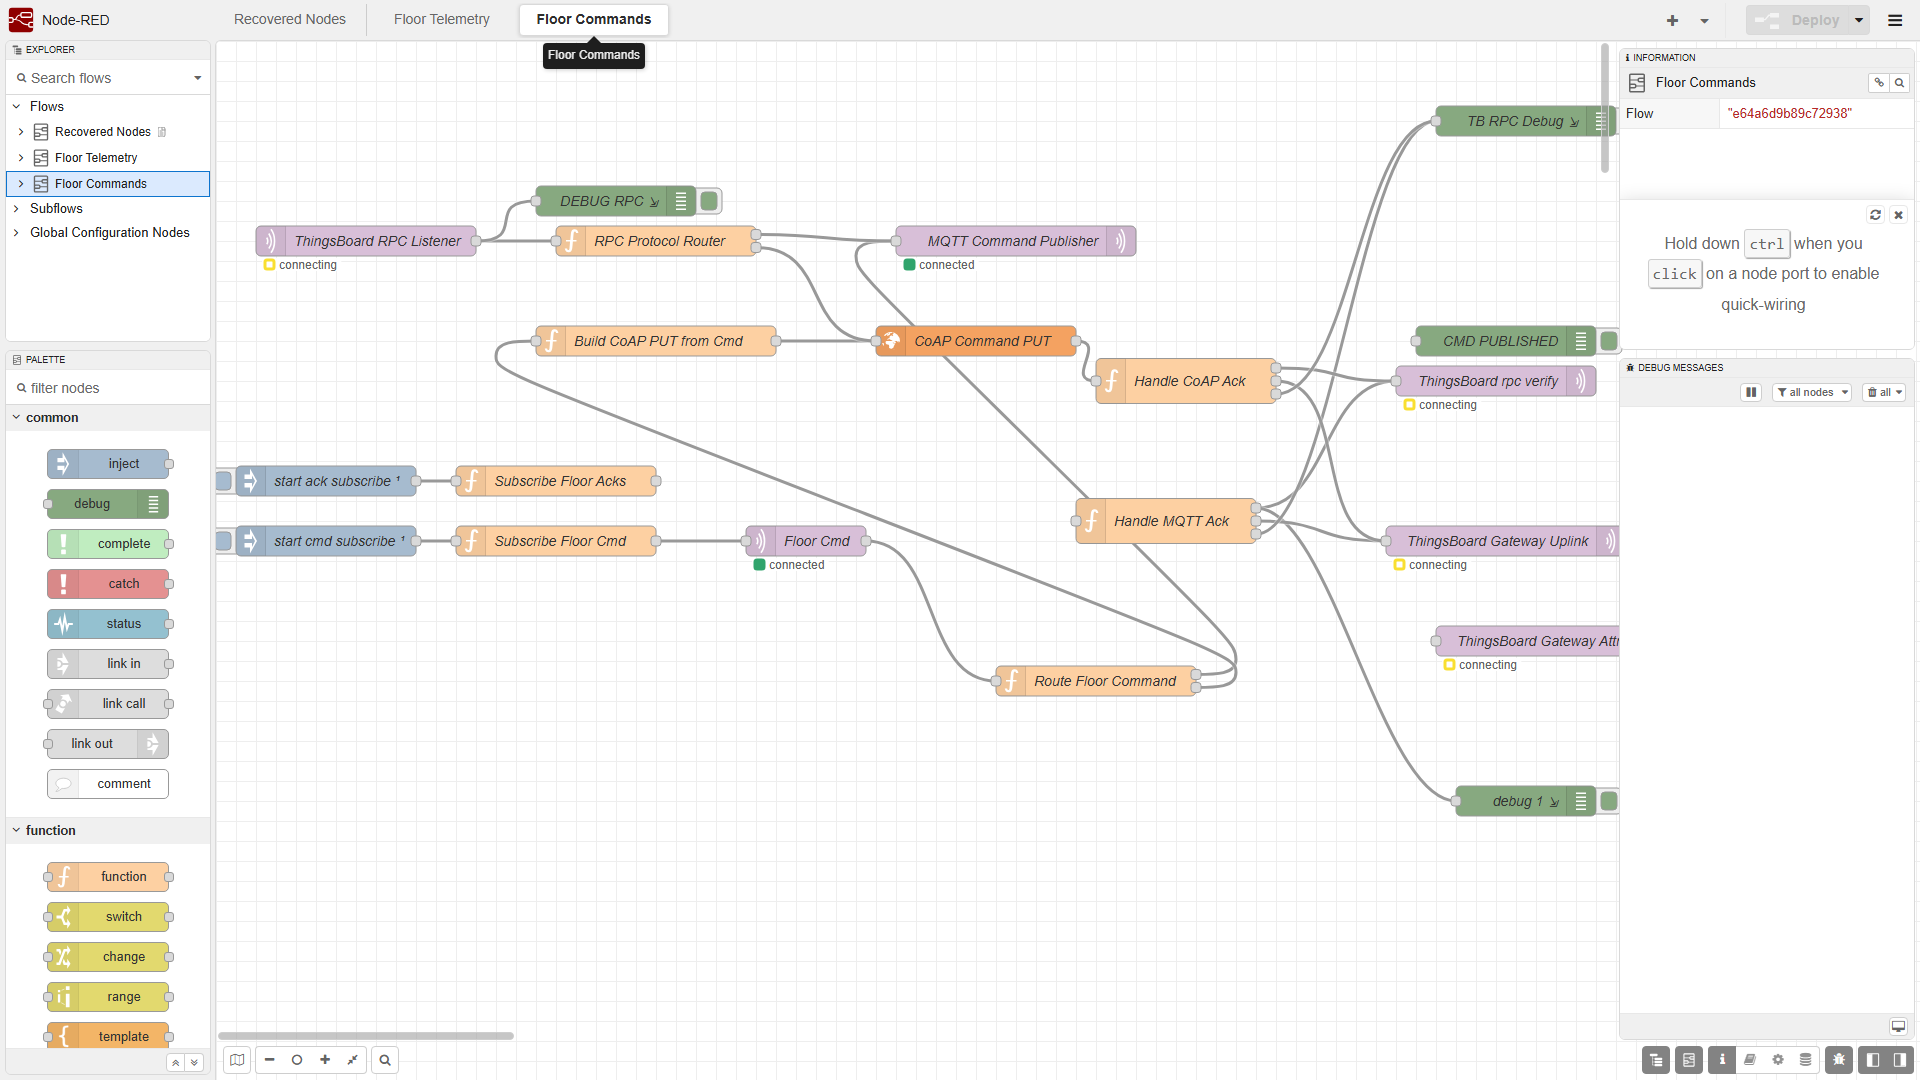 Node-RED
Recovered Nodes
Floor Telemetry
Floor Commands
Deploy
Floor Commands
EXPLORER
Search flows
Flows
Recovered Nodes
Floor Telemetry
Floor Commands
Subflows
Global Configuration Nodes
PALETTE
filter nodes
common
inject
debug
complete
catch
status
link in
link call
link out
comment
function
function
switch
change
range
template
TB RPC Debug
DEBUG RPC
ThingsBoard RPC Listener
connecting
RPC Protocol Router
MQTT Command Publisher
connected
Build CoAP PUT from Cmd
CoAP Command PUT
CMD PUBLISHED
Handle CoAP Ack
ThingsBoard rpc verify
connecting
start ack subscribe ¹
Subscribe Floor Acks
Handle MQTT Ack
start cmd subscribe ¹
Subscribe Floor Cmd
Floor Cmd
connected
ThingsBoard Gateway Uplink
connecting
ThingsBoard Gateway Attr
connecting
Route Floor Command
debug 1
INFORMATION
Floor Commands
Flow
"e64a6d9b89c72938"
Hold down ctrl when you
click on a node port to enable
quick-wiring
DEBUG MESSAGES
all nodes
all